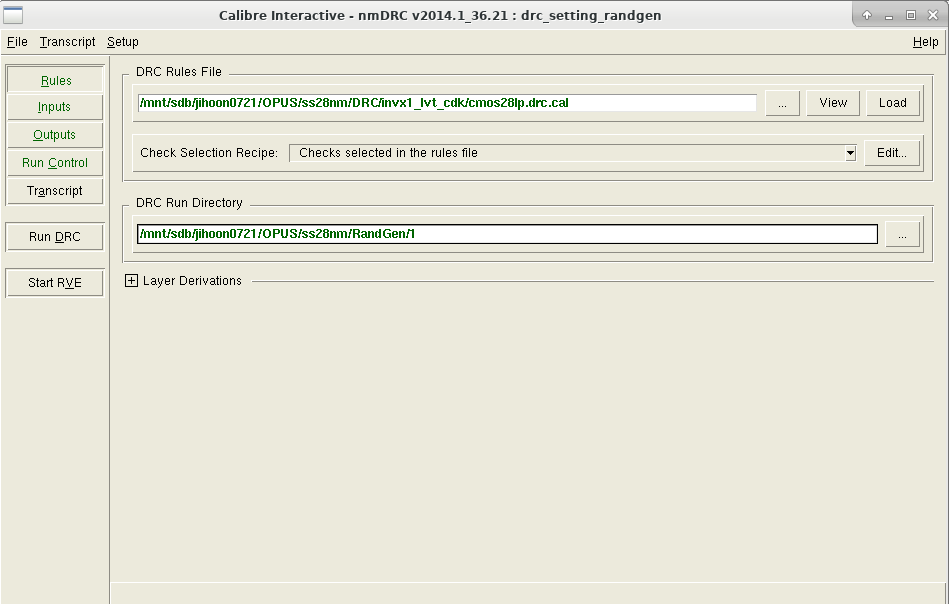 Calibre Interactive - nmDRC v2014.1_36.21 : drc_setting_randgen
File Transcript Setup Help
Rules
Inputs
Outputs
Run Control
Transcript
Run DRC
Start RVE
DRC Rules File
/mnt/sdb/jihoon0721/OPUS/ss28nm/DRC/invx1_lvt_cdk/cmos28lp.drc.cal ... View Load
Check Selection Recipe: Checks selected in the rules file Edit...
DRC Run Directory
/mnt/sdb/jihoon0721/OPUS/ss28nm/RandGen/1 ...
Layer Derivations